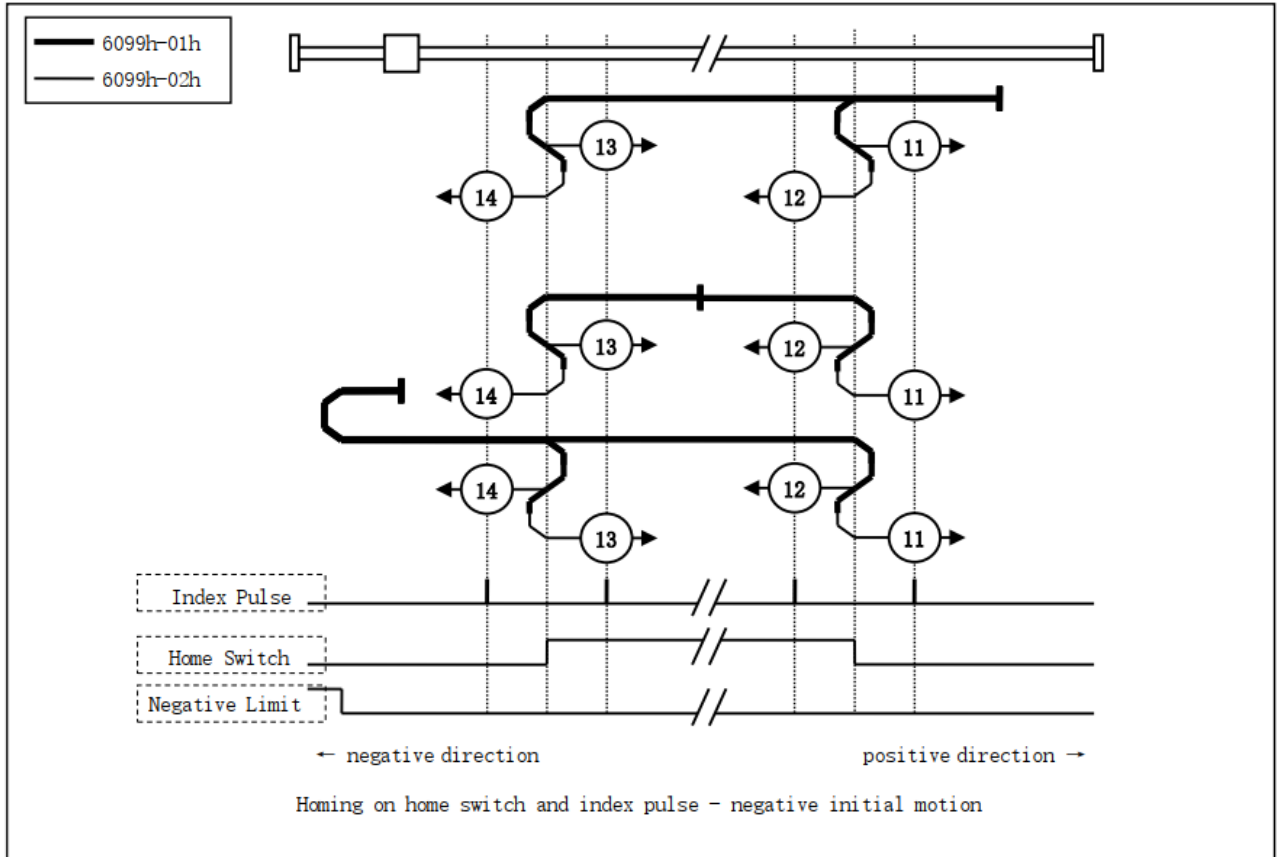 6099h-01h
6099h-02h
13
11
14
12
13
12
14
11
14
12
13
11
Index Pulse
Home Switch
Negative Limit
← negative direction
positive direction →
Homing on home switch and index pulse - negative initial motion